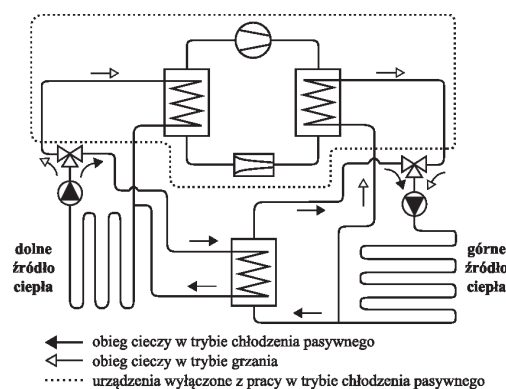 dolne
źródło
ciepła
górne
źródło
ciepła
obieg cieczy w trybie chłodzenia pasywnego
obieg cieczy w trybie grzania
urządzenia wyłączone z pracy w trybie chłodzenia pasywnego